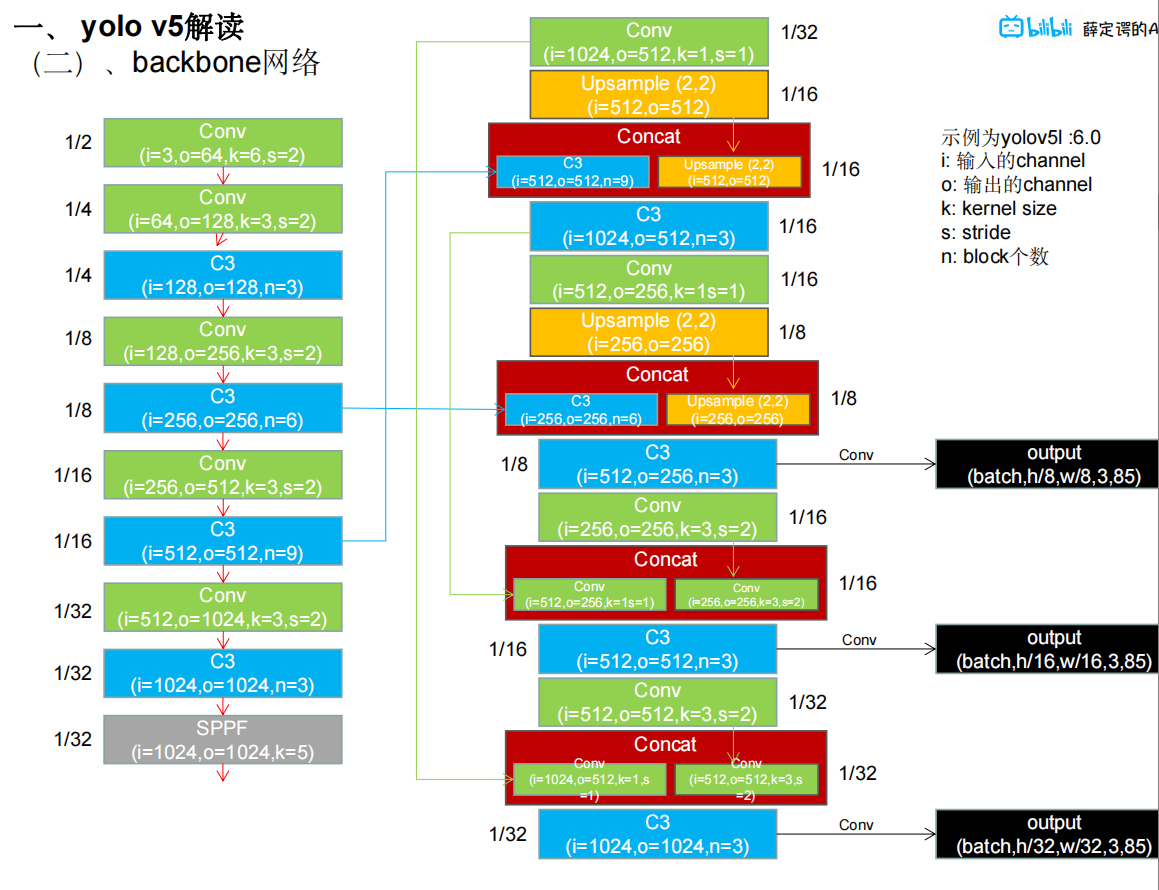 一、 yolo v5解读
（二）、backbone网络
bilibili 薛定谔的A
1/2
Conv
(i=3,o=64,k=6,s=2)
1/4
Conv
(i=64,o=128,k=3,s=2)
1/4
C3
(i=128,o=128,n=3)
1/8
Conv
(i=128,o=256,k=3,s=2)
1/8
C3
(i=256,o=256,n=6)
1/16
Conv
(i=256,o=512,k=3,s=2)
1/16
C3
(i=512,o=512,n=9)
1/32
Conv
(i=512,o=1024,k=3,s=2)
1/32
C3
(i=1024,o=1024,n=3)
1/32
SPPF
(i=1024,o=1024,k=5)
Conv
(i=1024,o=512,k=1,s=1)
1/32
Upsample (2,2)
(i=512,o=512)
1/16
Concat
C3
(i=512,o=512,n=9)
Upsample (2,2)
(i=512,o=512)
1/16
C3
(i=1024,o=512,n=3)
1/16
Conv
(i=512,o=256,k=1s=1)
1/16
Upsample (2,2)
(i=256,o=256)
1/8
Concat
C3
(i=256,o=256,n=6)
Upsample (2,2)
(i=256,o=256)
1/8
1/8
C3
(i=512,o=256,n=3)
Conv
output
(batch,h/8,w/8,3,85)
Conv
(i=256,o=256,k=3,s=2)
1/16
Concat
Conv
(i=512,o=256,k=1s=1)
Conv
(i=256,o=256,k=3,s=2)
1/16
1/16
C3
(i=512,o=512,n=3)
Conv
output
(batch,h/16,w/16,3,85)
Conv
(i=512,o=512,k=3,s=2)
1/32
Concat
Conv
(i=1024,o=512,k=1,s
=1)
Conv
(i=512,o=512,k=3,s
=2)
1/32
1/32
C3
(i=1024,o=1024,n=3)
Conv
output
(batch,h/32,w/32,3,85)
示例为yolov5l :6.0
i: 输入的channel
o: 输出的channel
k: kernel size
s: stride
n: block个数